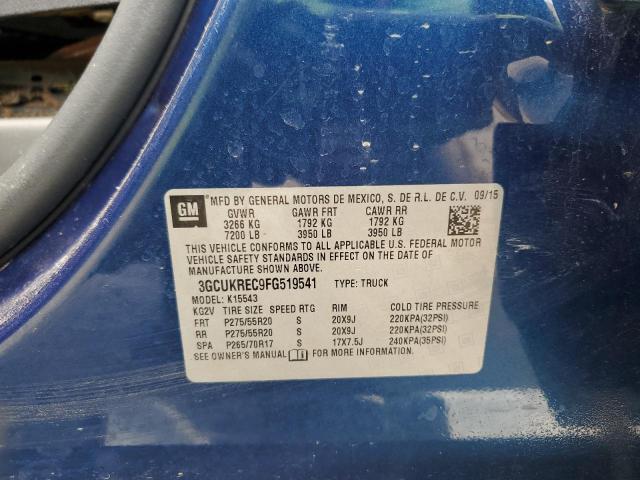 GM MFD BY GENERAL MOTORS DE MEXICO, S. DE R.L. DE C.V. 09/15
GVWR GAWR FRT GAWR RR
3266 KG 1792 KG 1792 KG
7200 LB 3950 LB 3950 LB
THIS VEHICLE CONFORMS TO ALL APPLICABLE U.S. FEDERAL MOTOR
VEHICLE SAFETY STANDARDS IN EFFECT ON THE DATE OF
MANUFACTURE SHOWN ABOVE.
3GCUKREC9FG519541 TYPE: TRUCK
MODEL: K15543
KG2V TIRE SIZE SPEED RTG RIM COLD TIRE PRESSURE
FRT P275/55R20 S 20X9J 220KPA(32PSI)
RR P275/55R20 S 20X9J 220KPA(32PSI)
SPA P265/70R17 S 17X7.5J 240KPA(35PSI)
SEE OWNER'S MANUAL FOR MORE INFORMATION.